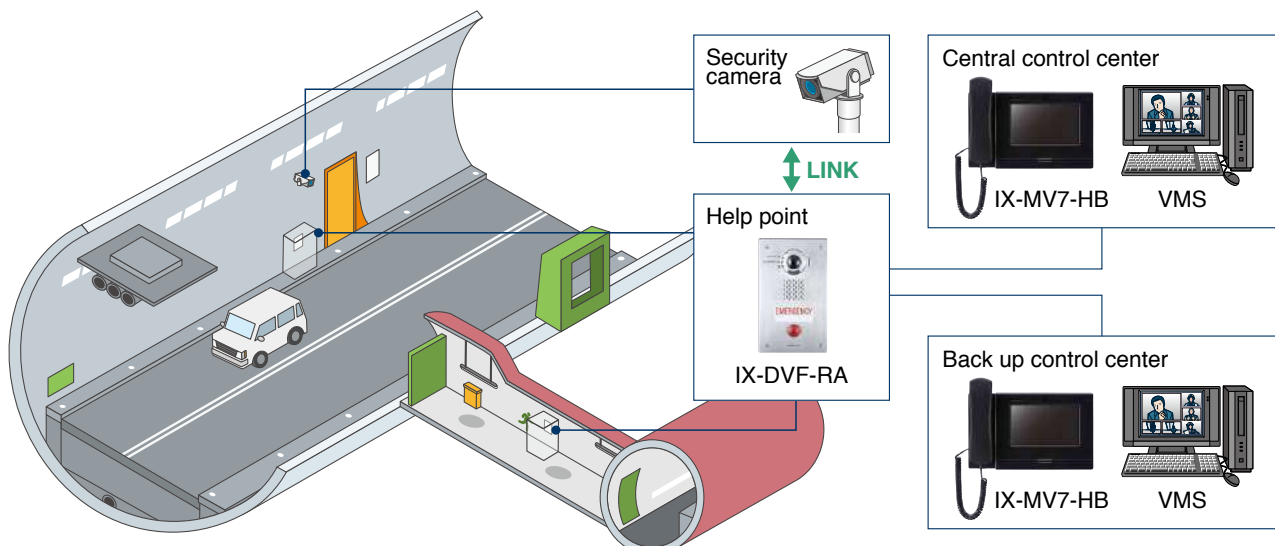 Security
camera
LINK
Help point
EMERGENCY
IX-DVF-RA
Central control center
IX-MV7-HB
VMS
Back up control center
IX-MV7-HB
VMS